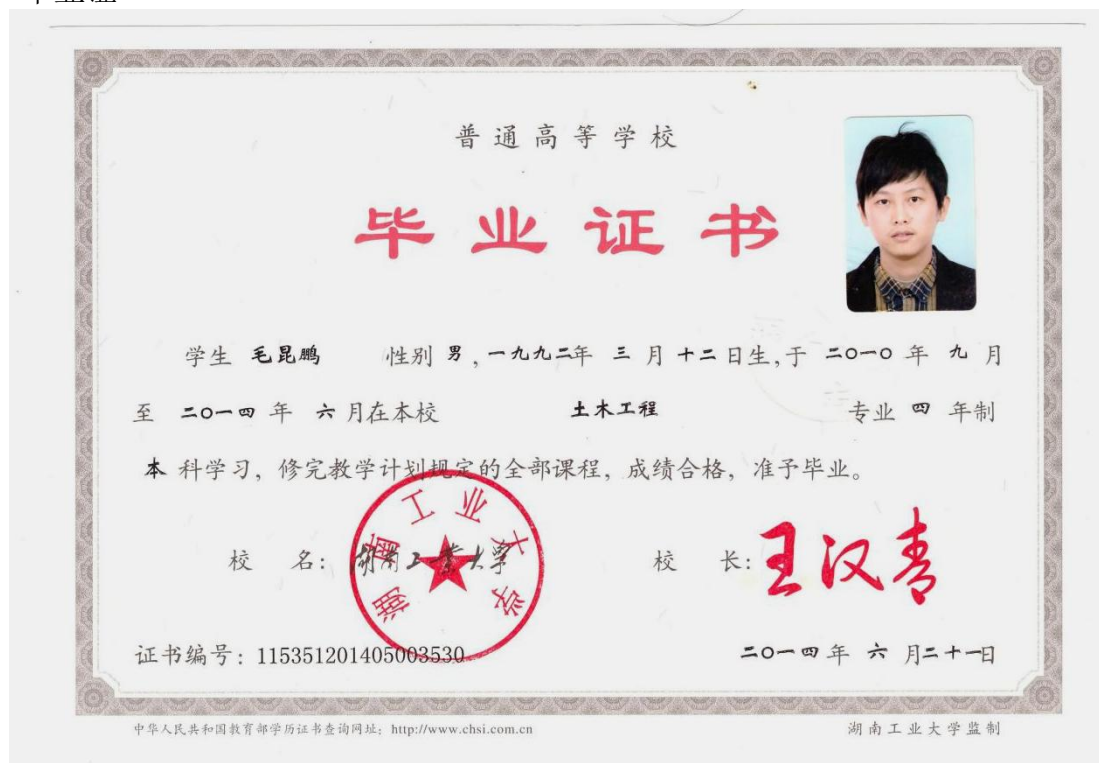 普通高等学校
毕业证书
学生 毛昆鹏 性别 男，一九九二年 三 月 十二 日生，于 二〇一〇 年 九 月
至 二〇一四 年 六 月在本校 土木工程 专业 四 年制
本 科学习，修完教学计划规定的全部课程，成绩合格，准予毕业。
校 名：湖南工业大学 校 长：王汉青
湖南工业大学
证书编号：115351201405003530 二〇一四 年 六 月二十一日
中华人民共和国教育部学历证书查询网址：http://www.chsi.com.cn 湖南工业大学监制